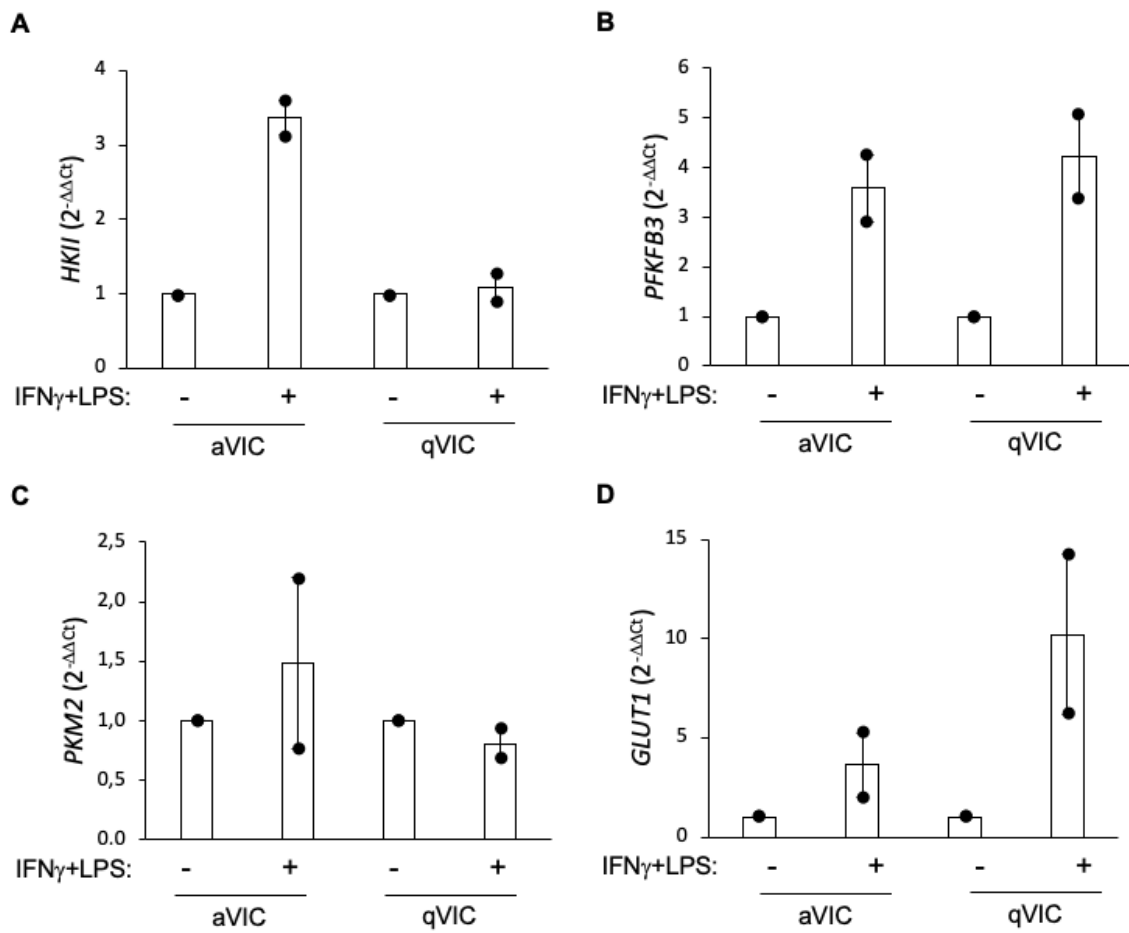 A
HKII (2-ΔΔCt)
4
3
2
1
0
IFNγ+LPS: - + - +
aVIC qVIC
B
PFKFB3 (2-ΔΔCt)
6
5
4
3
2
1
0
IFNγ+LPS: - + - +
aVIC qVIC
C
PKM2 (2-ΔΔCt)
2,5
2,0
1,5
1,0
0,5
0.0
IFNγ+LPS: - + - +
aVIC qVIC
D
GLUT1 (2-ΔΔCt)
15
10
5
0
IFNγ+LPS: - + - +
aVIC qVIC